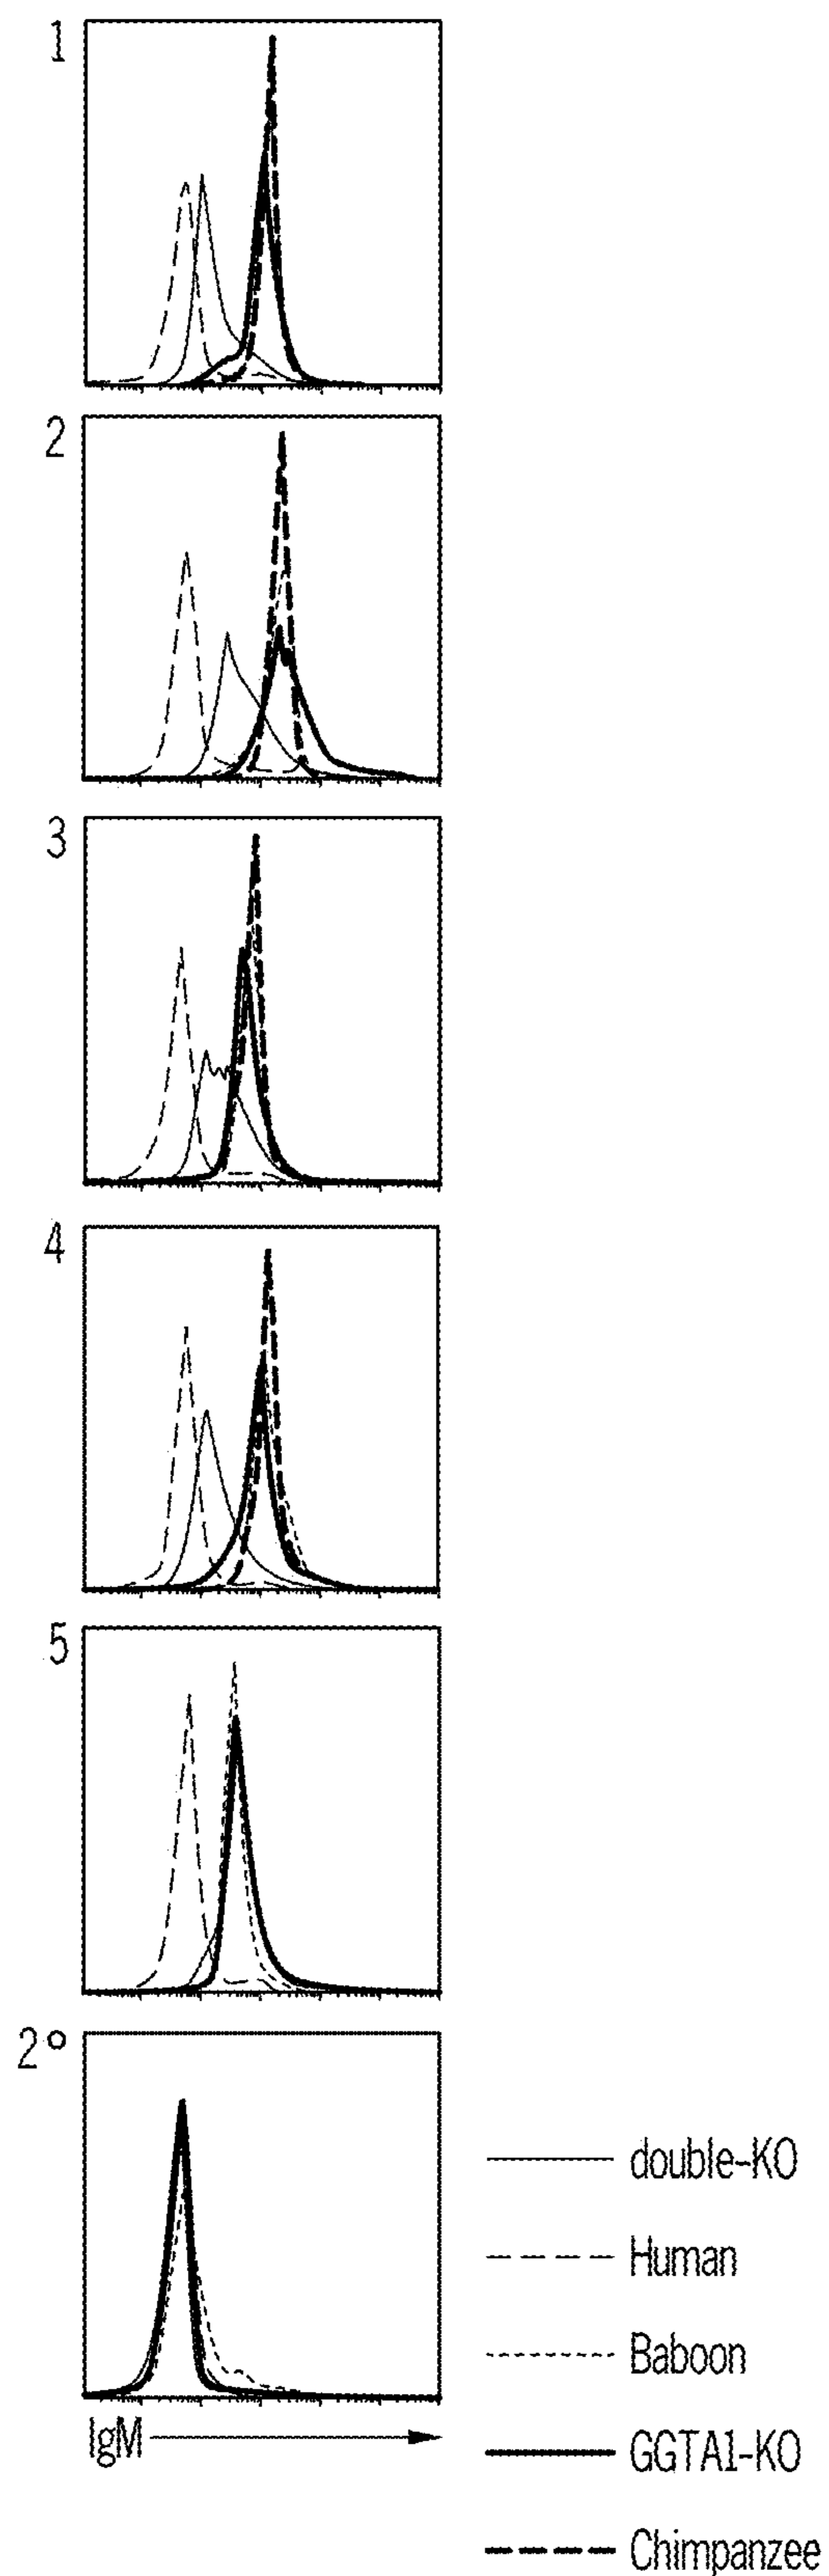 1
2
3
4
5
2°
IgM
double-KO
Human
Baboon
GGTA1-KO
Chimpanzee